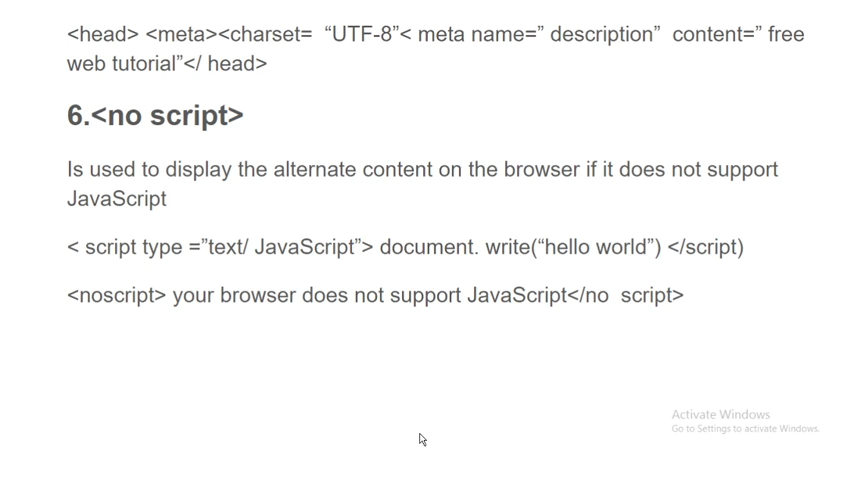 <head> <meta><charset=  “UTF-8”< meta name=” description”  content=” free
web tutorial”</ head>
6.<no script>
Is used to display the alternate content on the browser if it does not support
JavaScript
< script type =”text/ JavaScript”> document. write(“hello world”) </script)
<noscript> your browser does not support JavaScript</no  script>
Activate Windows
Go to Settings to activate Windows.